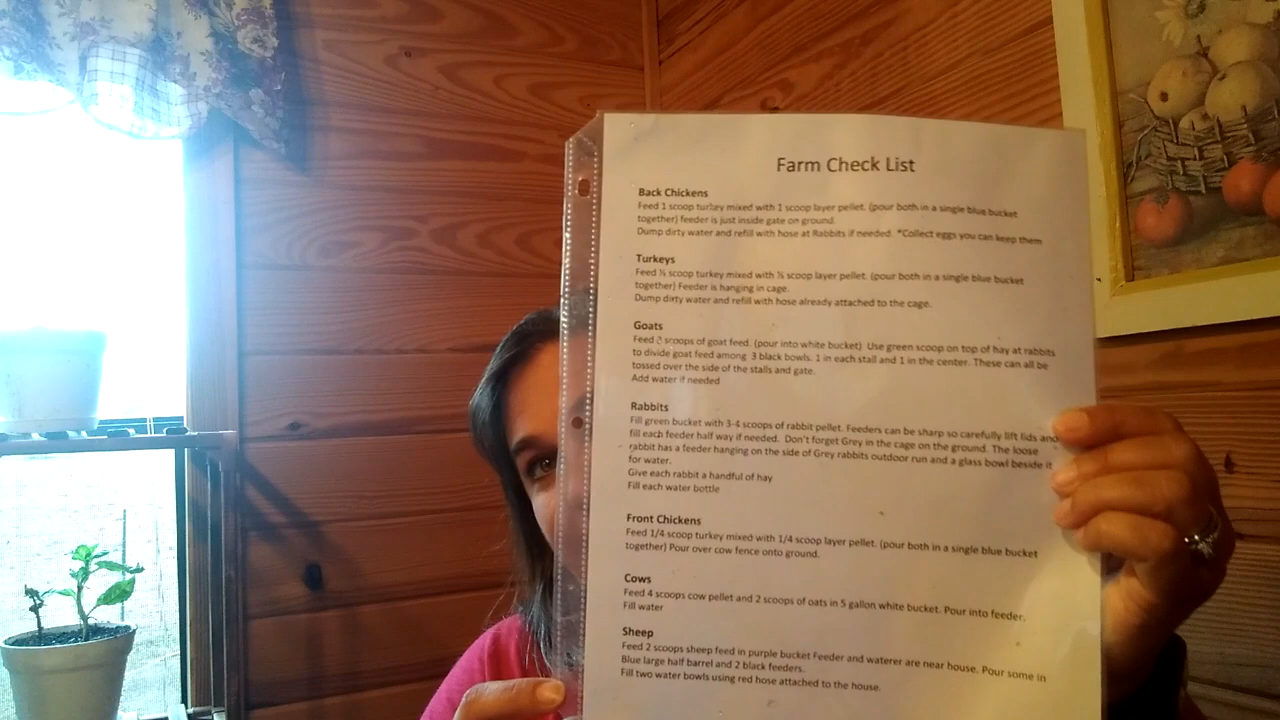 Farm Check List
Back Chickens
Feed 1 scoop turkey mixed with 1 scoop layer pellet. (pour both in a single blue bucket
together) feeder is just inside gate on ground.
Dump dirty water and refill with hose at Rabbits if needed. *Collect eggs you can keep them
Turkeys
Feed ½ scoop turkey mixed with ½ scoop layer pellet. (pour both in a single blue bucket
together) Feeder is hanging in cage.
Dump dirty water and refill with hose already attached to the cage.
Goats
Feed 2 scoops of goat feed. (pour into white bucket) Use green scoop on top of hay at rabbits
to divide goat feed among 3 black bowls. 1 in each stall and 1 in the center. These can all be
tossed over the side of the stalls and gate.
Add water if needed
Rabbits
Fill green bucket with 3-4 scoops of rabbit pellet. Feeders can be sharp so carefully lift lids and
fill each feeder half way if needed. Don't forget Grey in the cage on the ground. The loose
rabbit has a feeder hanging on the side of Grey rabbits outdoor run and a glass bowl beside it
for water.
Give each rabbit a handful of hay
Fill each water bottle
Front Chickens
Feed 1/4 scoop turkey mixed with 1/4 scoop layer pellet. (pour both in a single blue bucket
together) Pour over cow fence onto ground.
Cows
Feed 4 scoops cow pellet and 2 scoops of oats in 5 gallon white bucket. Pour into feeder.
Fill water
Sheep
Feed 2 scoops sheep feed in purple bucket Feeder and waterer are near house. Pour some in
Blue large half barrel and 2 black feeders.
Fill two water bowls using red hose attached to the house.